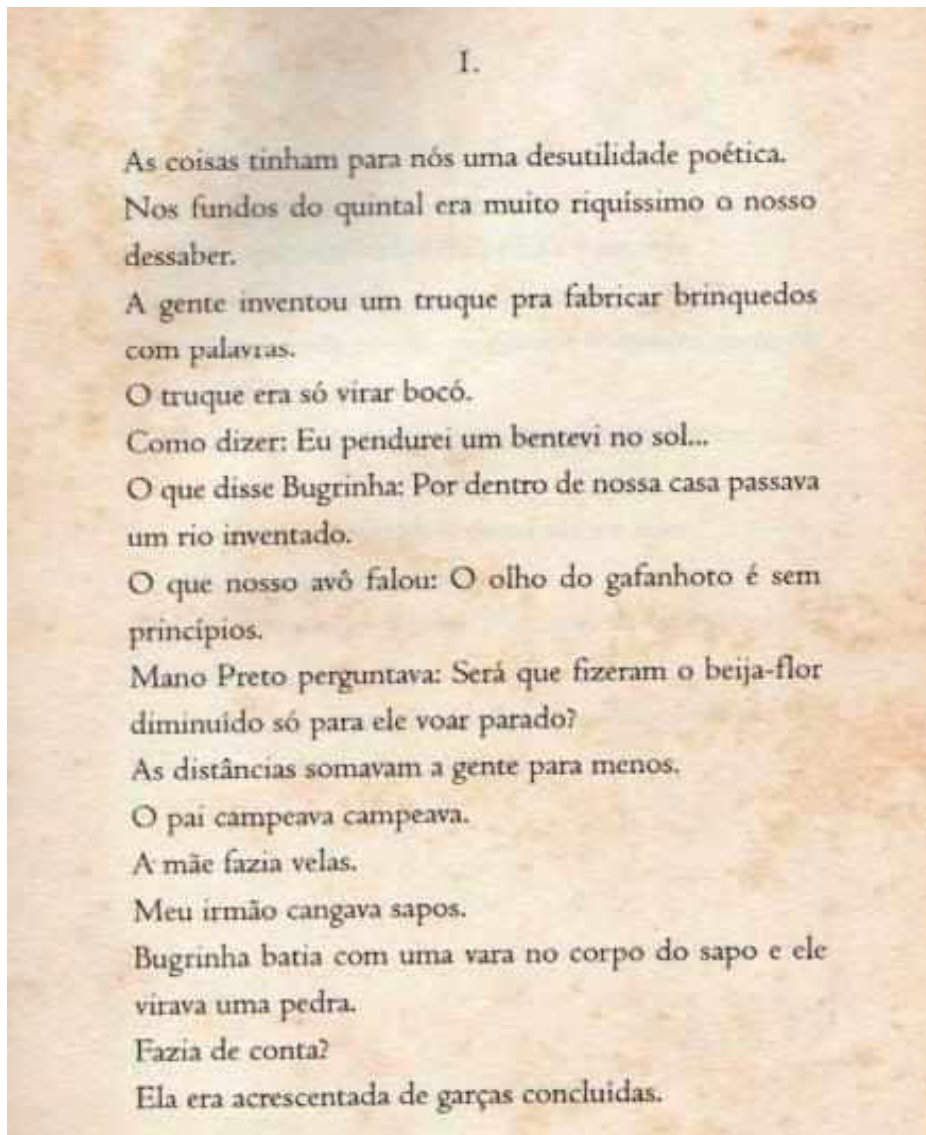 I.
As coisas tinham para nós uma desutilidade poética.
Nos fundos do quintal era muito riquíssimo o nosso
dessaber.
A gente inventou um truque pra fabricar brinquedos
com palavras.
O truque era só virar bocó.
Como dizer: Eu pendurei um bentevi no sol...
O que disse Bugrinha: Por dentro de nossa casa passava
um rio inventado.
O que nosso avô falou: O olho do gafanhoto é sem
princípios.
Mano Preto perguntava: Será que fizeram o beija-flor
diminuído só para ele voar parado?
As distâncias somavam a gente para menos.
O pai campeava campeava.
A mãe fazia velas.
Meu irmão cangava sapos.
Bugrinha batia com uma vara no corpo do sapo e ele
virava uma pedra.
Fazia de conta?
Ela era acrescentada de garças concluídas.